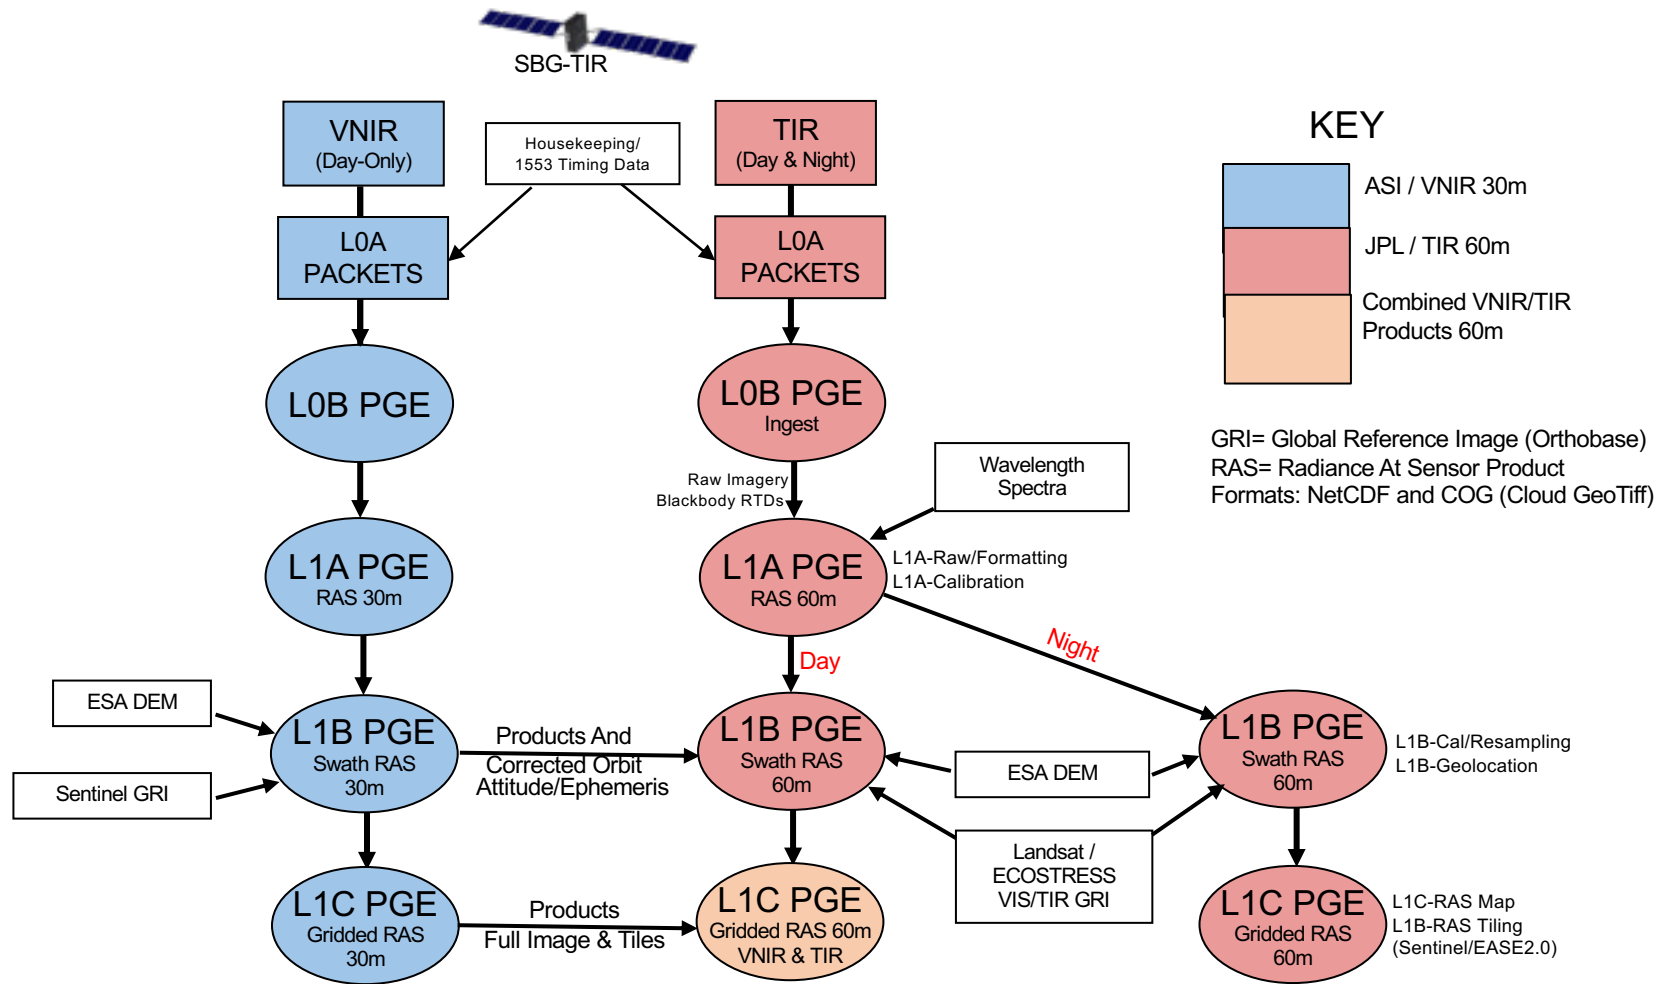 SBG-TIR
VNIR
(Day-Only)
Housekeeping/
1553 Timing Data
TIR
(Day & Night)
KEY
ASI / VNIR 30m
JPL / TIR 60m
Combined VNIR/TIR
Products 60m
L0A
PACKETS
L0A
PACKETS
L0B PGE
L0B PGE
Ingest
GRI= Global Reference Image (Orthobase)
RAS= Radiance At Sensor Product
Formats: NetCDF and COG (Cloud GeoTiff)
Raw Imagery
Blackbody RTDs
Wavelength
Spectra
L1A PGE
RAS 30m
L1A PGE
RAS 60m
L1A-Raw/Formatting
L1A-Calibration
Day
Night
ESA DEM
Sentinel GRI
L1B PGE
Swath RAS
30m
Products And
Corrected Orbit
Attitude/Ephemeris
L1B PGE
Swath RAS
60m
ESA DEM
L1B PGE
Swath RAS
60m
L1B-Cal/Resampling
L1B-Geolocation
Landsat /
ECOSTRESS
VIS/TIR GRI
L1C PGE
Gridded RAS
30m
Products
Full Image & Tiles
L1C PGE
Gridded RAS 60m
VNIR & TIR
L1C PGE
Gridded RAS
60m
L1C-RAS Map
L1B-RAS Tiling
(Sentinel/EASE2.0)